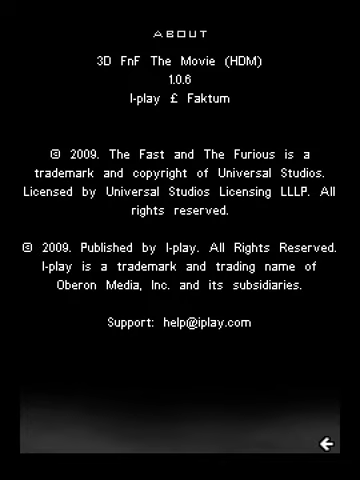 ABOUT
3D FnF The Movie (HDM)
1.0.6
I-play £ Faktum
© 2009. The Fast and The Furious is a
trademark and copyright of Universal Studios.
Licensed by Universal Studios Licensing LLLP. All
rights reserved.
© 2009. Published by I-play. All Rights Reserved.
I-play is a trademark and trading name of
Oberon Media, Inc. and its subsidiaries.
Support: help@iplay.com